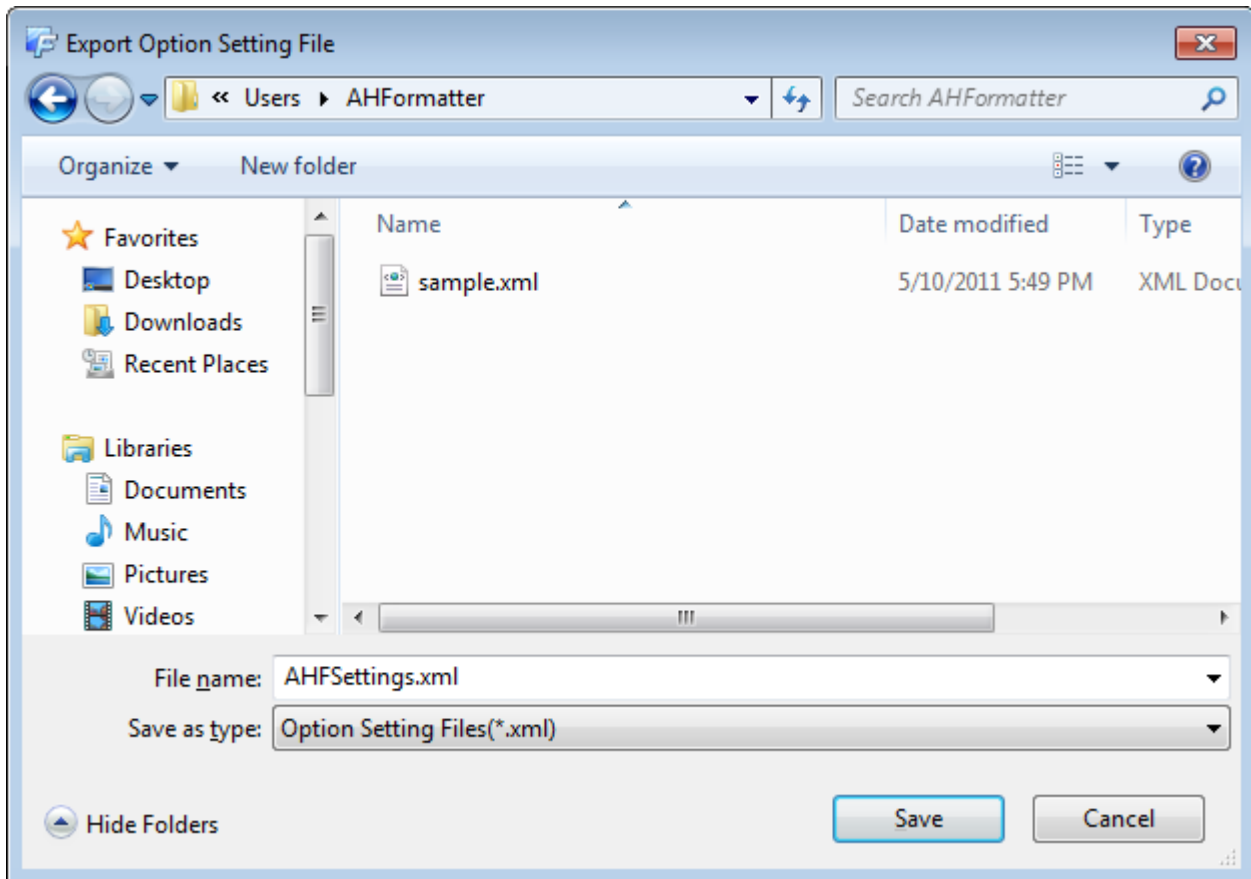 Export Option Setting File
« Users AHFormatter
Search AHFormatter
Organize New folder
Name Date modified Type
sample.xml 5/10/2011 5:49 PM XML Docu
Favorites
Desktop
Downloads
Recent Places
Libraries
Documents
Music
Pictures
Videos
File name: AHFSettings.xml
Save as type: Option Setting Files(*.xml)
Hide Folders Save Cancel